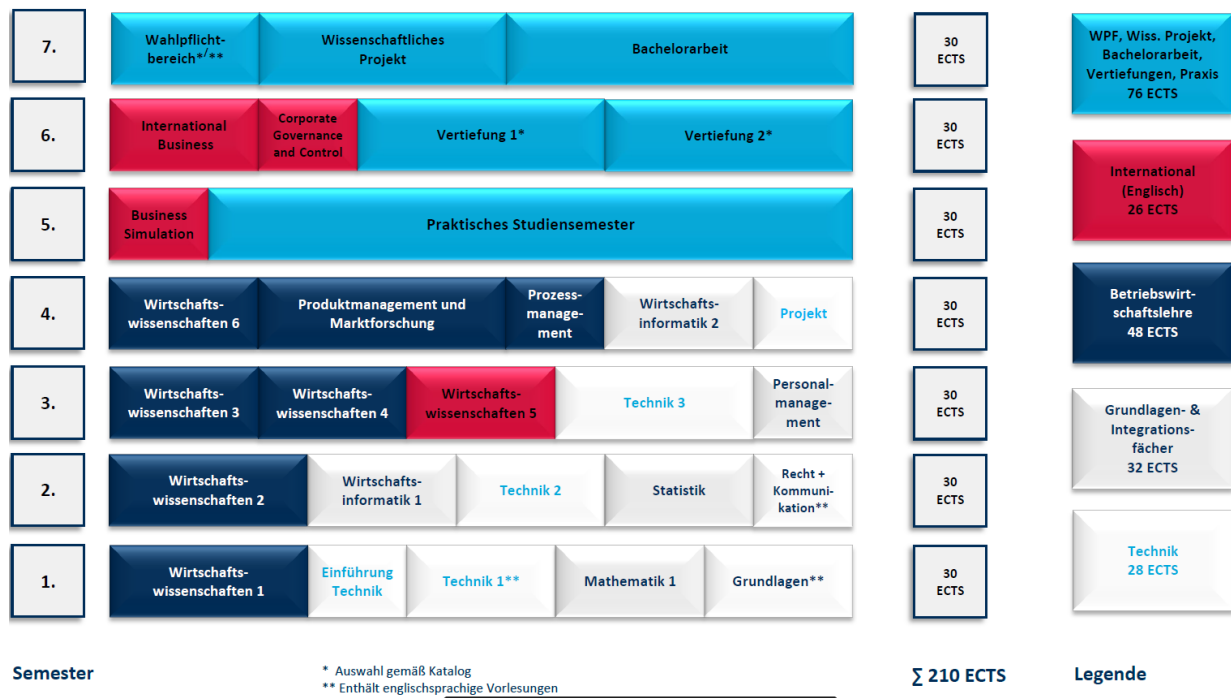 7.
Wahlpflicht-
bereich*/**
Wissenschaftliches
Projekt
Bachelorarbeit
30
ECTS
6.
International
Business
Corporate
Governance
and Control
Vertiefung 1*
Vertiefung 2*
30
ECTS
5.
Business
Simulation
Praktisches Studiensemester
30
ECTS
4.
Wirtschafts-
wissenschaften 6
Produktmanagement und
Marktforschung
Prozess-
manage-
ment
Wirtschafts-
informatik 2
Projekt
30
ECTS
3.
Wirtschafts-
wissenschaften 3
Wirtschafts-
wissenschaften 4
Wirtschafts-
wissenschaften 5
Technik 3
Personal-
manage-
ment
30
ECTS
2.
Wirtschafts-
wissenschaften 2
Wirtschafts-
informatik 1
Technik 2
Statistik
Recht +
Kommuni-
kation**
30
ECTS
1.
Wirtschafts-
wissenschaften 1
Einführung
Technik
Technik 1**
Mathematik 1
Grundlagen**
30
ECTS
WPF, Wiss. Projekt,
Bachelorarbeit,
Vertiefungen, Praxis
76 ECTS
International
(Englisch)
26 ECTS
Betriebswirt-
schaftslehre
48 ECTS
Grundlagen- &
Integrations-
fächer
32 ECTS
Technik
28 ECTS
Semester
* Auswahl gemäß Katalog
** Enthält englischsprachige Vorlesungen
∑ 210 ECTS
Legende